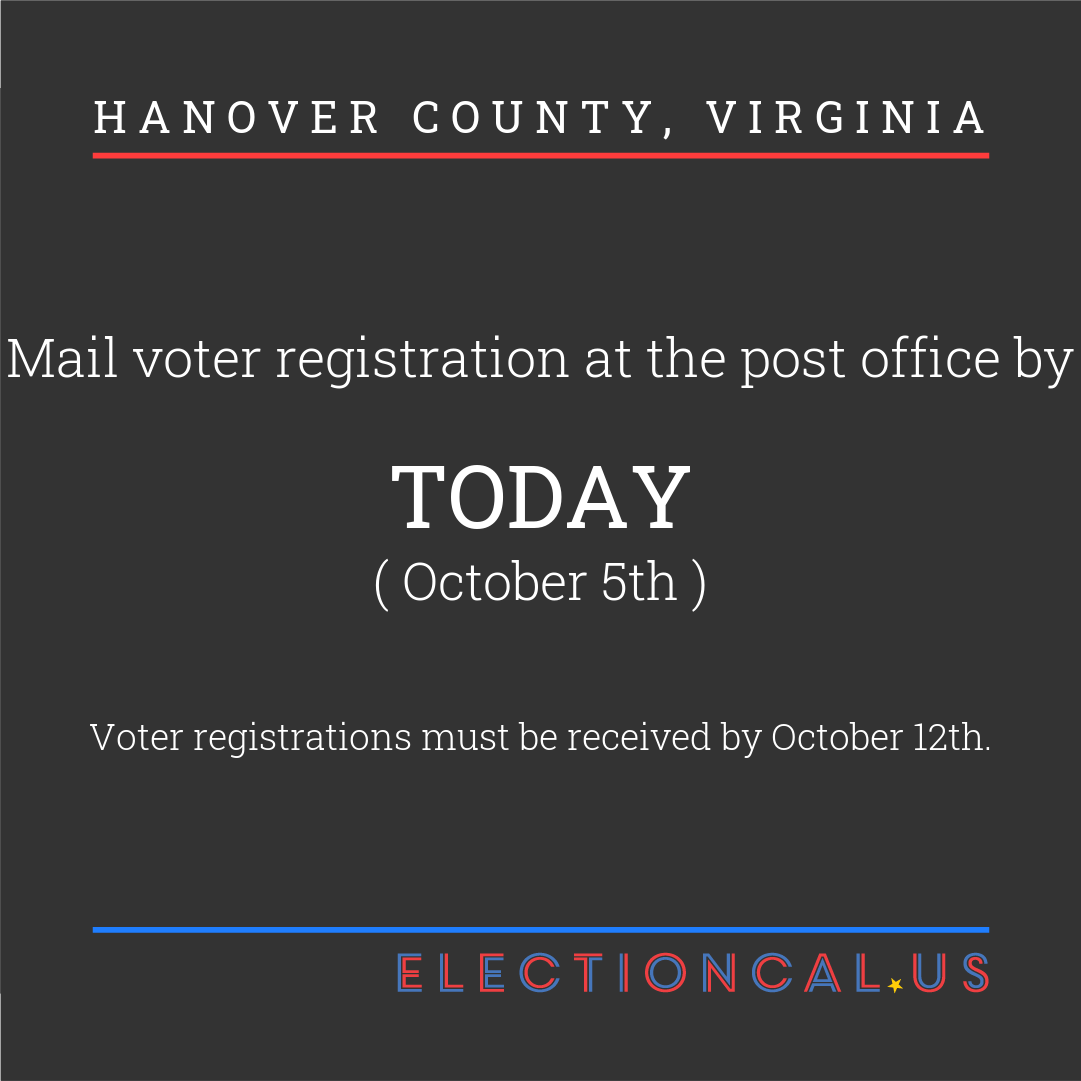 HANOVER COUNTY, VIRGINIA
Mail voter registration at the post office by
TODAY
( October 5th )
Voter registrations must be received by October 12th.
ELECTIONCAL.US